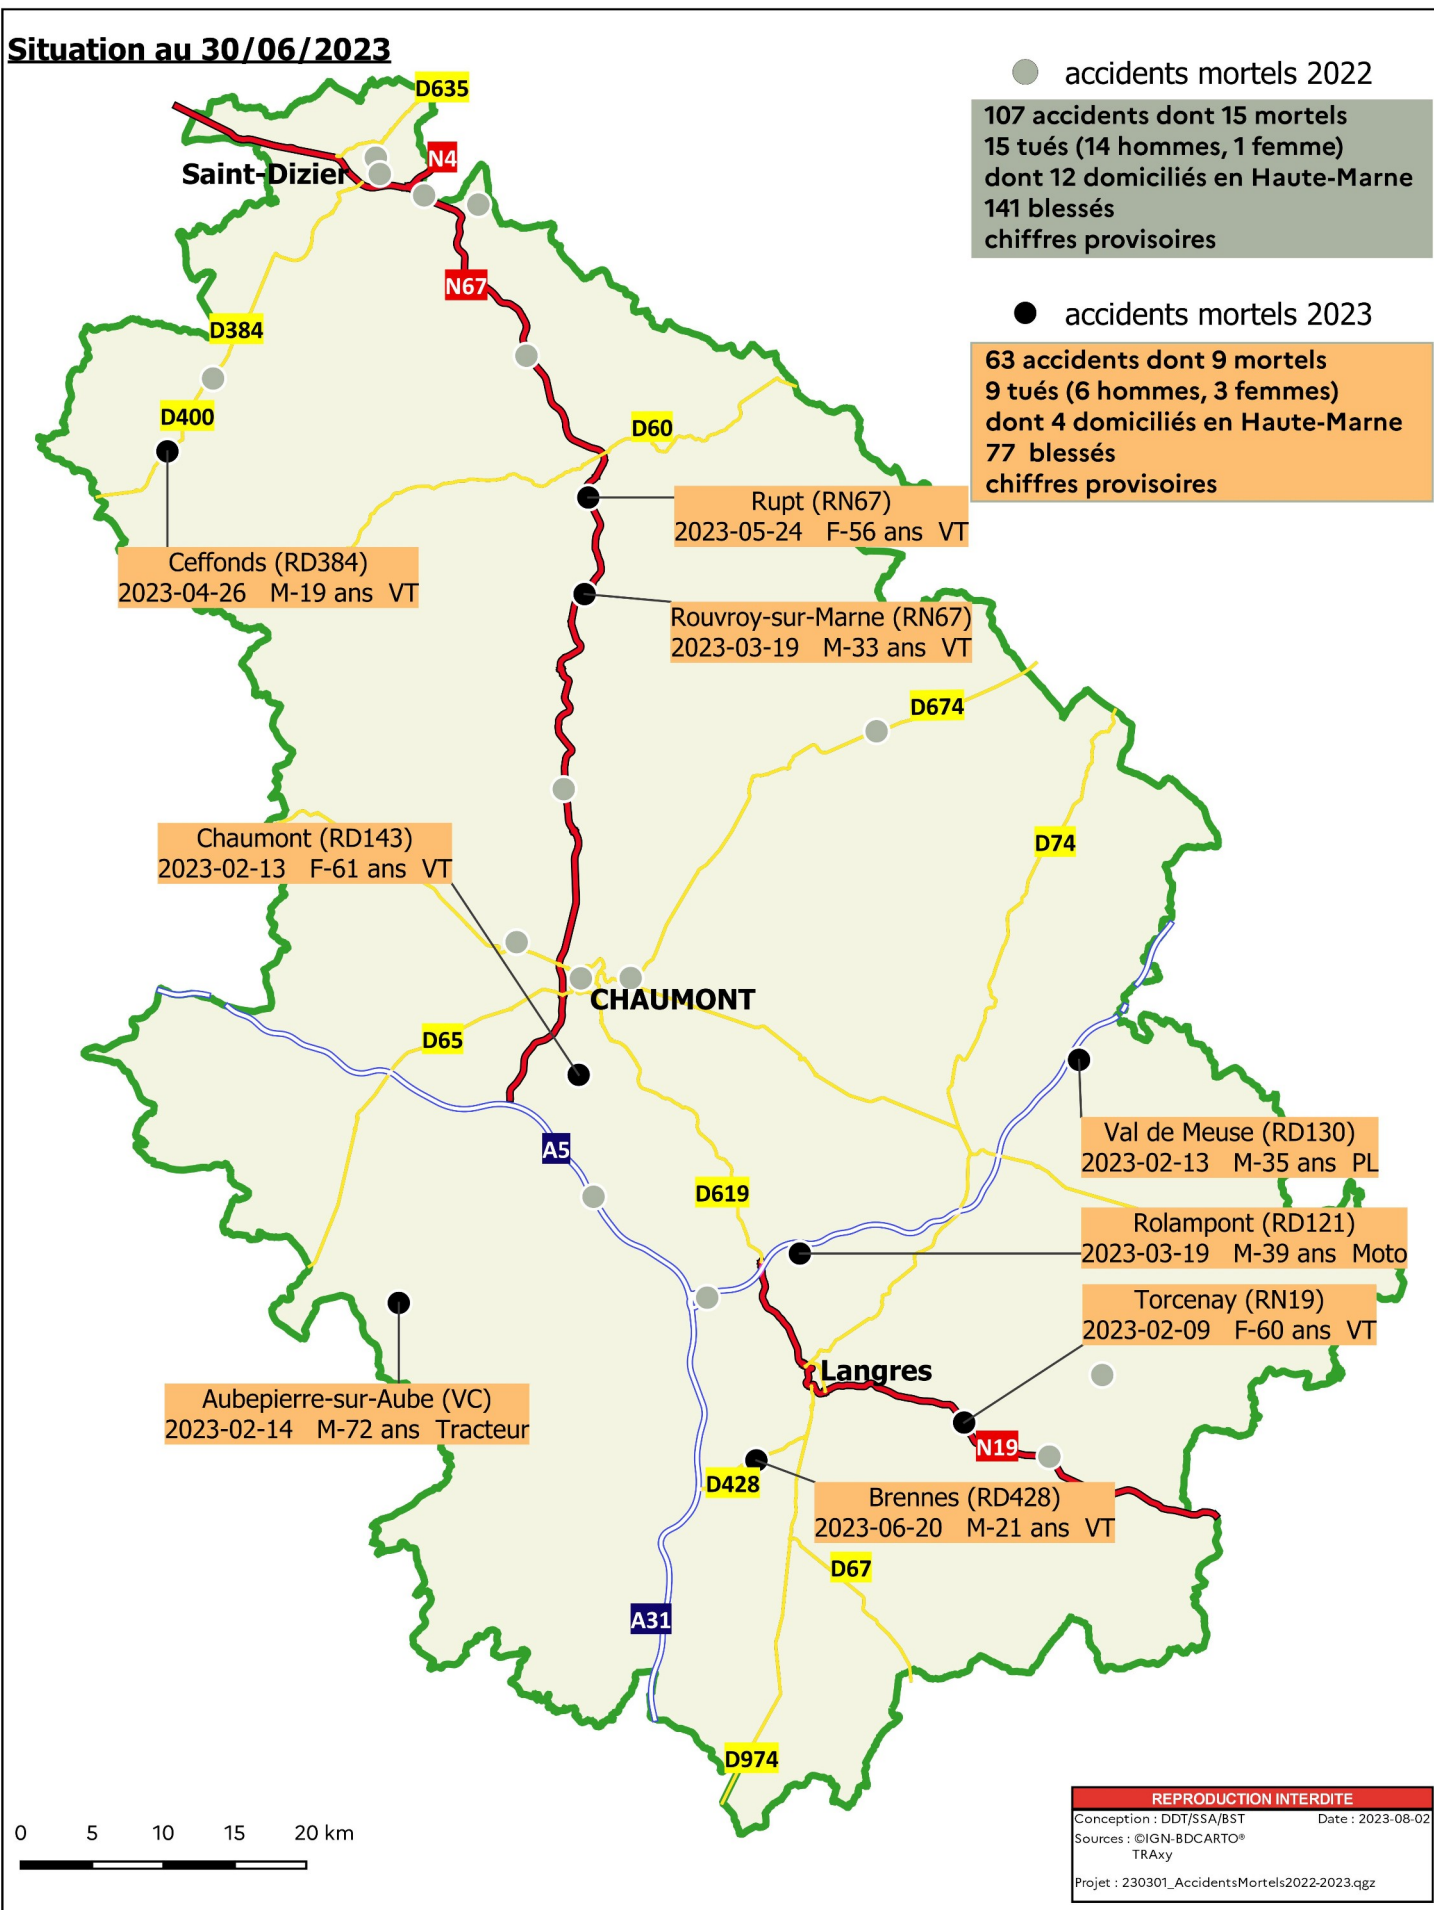 Situation au 30/06/2023
accidents mortels 2022
107 accidents dont 15 mortels
15 tués (14 hommes, 1 femme)
dont 12 domiciliés en Haute-Marne
141 blessés
chiffres provisoires
accidents mortels 2023
63 accidents dont 9 mortels
9 tués (6 hommes, 3 femmes)
dont 4 domiciliés en Haute-Marne
77 blessés
chiffres provisoires
D635
N4
Saint-Dizier
N67
D384
D400
D60
Rupt (RN67)
2023-05-24 F-56 ans VT
Ceffonds (RD384)
2023-04-26 M-19 ans VT
Rouvroy-sur-Marne (RN67)
2023-03-19 M-33 ans VT
D674
Chaumont (RD143)
2023-02-13 F-61 ans VT
D74
CHAUMONT
D65
A5
Val de Meuse (RD130)
2023-02-13 M-35 ans PL
D619
Rolampont (RD121)
2023-03-19 M-39 ans Moto
Torcenay (RN19)
2023-02-09 F-60 ans VT
Langres
Aubepierre-sur-Aube (VC)
2023-02-14 M-72 ans Tracteur
N19
D428
Brennes (RD428)
2023-06-20 M-21 ans VT
D67
A31
D974
0 5 10 15 20 km
REPRODUCTION INTERDITE
Conception : DDT/SSA/BST Date : 2023-08-02
Sources : ©IGN-BDCARTO®
TRAxy
Projet : 230301_AccidentsMortels2022-2023.qgz